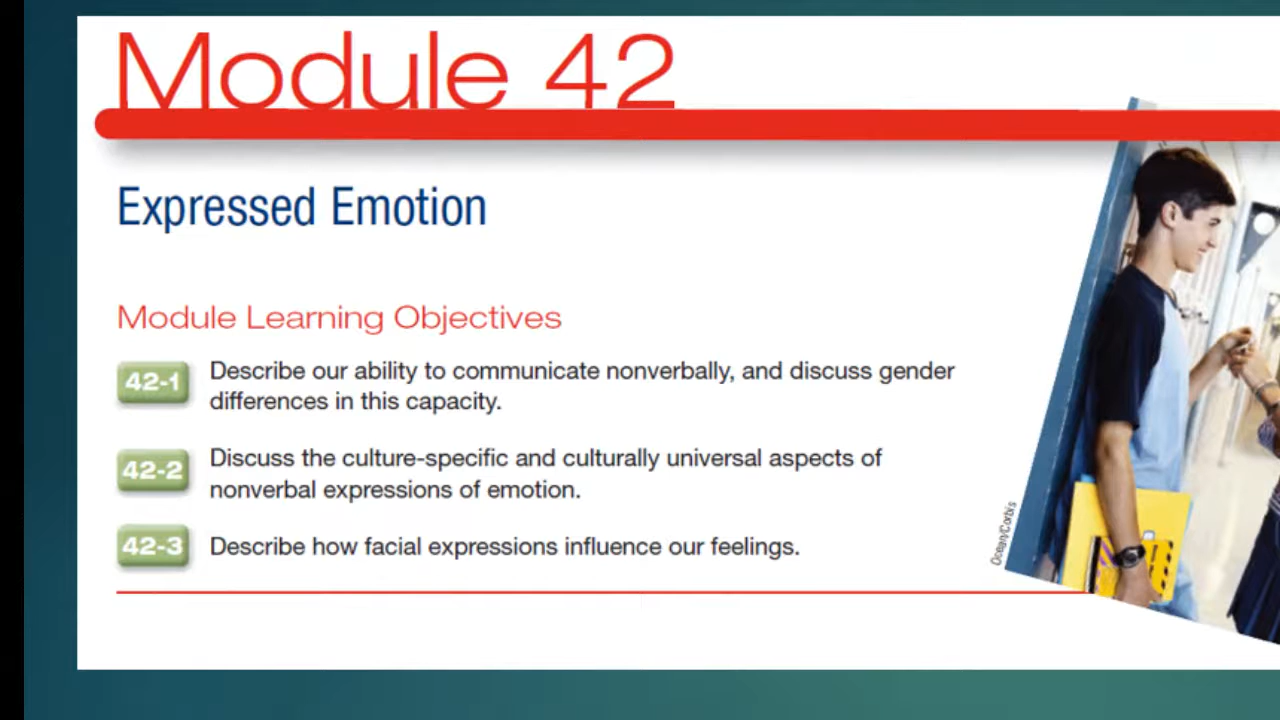 Module 42
Expressed Emotion
Module Learning Objectives
42-1 Describe our ability to communicate nonverbally, and discuss gender
differences in this capacity.
42-2 Discuss the culture-specific and culturally universal aspects of
nonverbal expressions of emotion.
42-3 Describe how facial expressions influence our feelings.
Ocean/Corbis